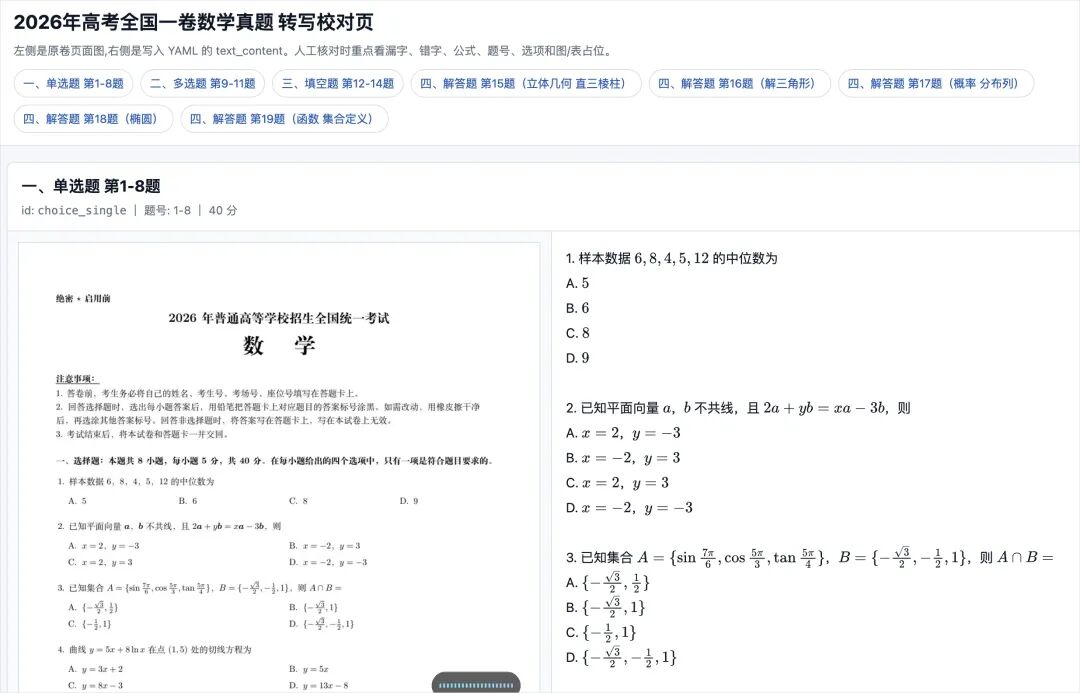 2026年高考全国一卷数学真题 转写校对页
左侧是原卷页面图,右侧是写入 YAML 的 text_content。人工核对时重点看漏字、错字、公式、题号、选项和图/表占位。
一、单选题 第1-8题
二、多选题 第9-11题
三、填空题 第12-14题
四、解答题 第15题（立体几何 直三棱柱）
四、解答题 第16题（解三角形）
四、解答题 第17题（概率 分布列）
四、解答题 第18题（椭圆）
四、解答题 第19题（函数 集合定义）
一、单选题 第1-8题
id: choice_single | 题号: 1-8 | 40 分
绝密 ⋆ 启用前
2026 年普通高等学校招生全国统一考试
数 学
注意事项：
1. 答卷前，考生务必将自己的姓名、考生号、考场号、座位号填写在答题卡上。
2. 回答选择题时，选出每小题答案后，用铅笔把答题卡上对应题目的答案标号涂黑。如需改动，用橡皮擦干净
后，再选涂其他答案标号。回答非选择题时，将答案写在答题卡上，写在本试卷上无效。
3. 考试结束后，将本试卷和答题卡一并交回。
一、选择题：本题共 8 小题，每小题 5 分，共 40 分。在每小题给出的四个选项中，只有一项是符合题目要求的。
1. 样本数据 6，8，4，5，12 的中位数为
A. 5 B. 6 C. 8 D. 9
2. 已知平面向量 a，b 不共线，且 2a + yb = xa − 3b，则
A. x = 2，y = −3 B. x = −2，y = 3
C. x = 2，y = 3 D. x = −2，y = −3
3. 已知集合 A = {sin 7π/6, cos 5π/3, tan 5π/4}，B = {−√3/2, −1/2, 1}，则 A ∩ B =
A. {−√3/2, 1/2} B. {−√3/2, 1}
C. {−1/2, 1} D. {−√3/2, −1/2, 1}
4. 曲线 y = 5x + 8 ln x 在点 (1, 5) 处的切线方程为
A. y = 3x + 2 B. y = 5x
C. y = 8x − 3 D. y = 13x − 8
1. 样本数据 6, 8, 4, 5, 12 的中位数为
A. 5
B. 6
C. 8
D. 9
2. 已知平面向量 a，b 不共线，且 2a + yb = xa − 3b，则
A. x = 2，y = −3
B. x = −2，y = 3
C. x = 2，y = 3
D. x = −2，y = −3
3. 已知集合 A = {sin 7π/6, cos 5π/3, tan 5π/4}，B = {−√3/2, −1/2, 1}，则 A ∩ B =
A. {−√3/2, 1/2}
B. {−√3/2, 1}
C. {−1/2, 1}
D. {−√3/2, −1/2, 1}